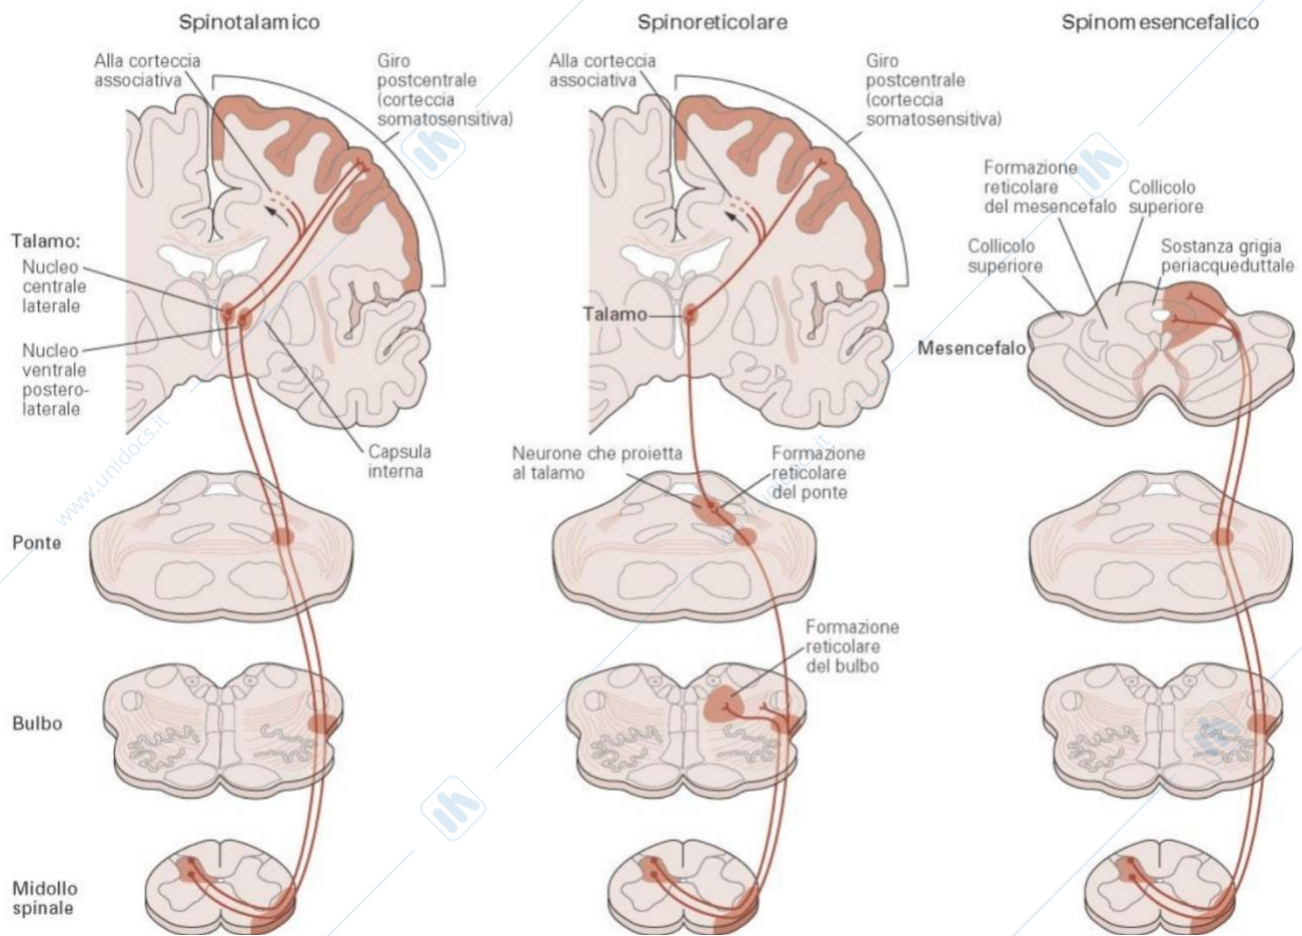 Spinotalamico
Alla corteccia
associativa
Giro
postcentrale
(corteccia
somatosensitiva)
Talamo:
Nucleo
centrale
laterale
Nucleo
ventrale
postero-
laterale
Capsula
interna
Ponte
Bulbo
Midollo
spinale
Spinoreticolare
Alla corteccia
associativa
Giro
postcentrale
(corteccia
somatosensitiva)
Talamo
Neurone che proietta
al talamo
Formazione
reticolare
del ponte
Formazione
reticolare
del bulbo
Spinomesencefalico
Formazione
reticolare
del mesencefalo
Collicolo
superiore
Collicolo
superiore
Sostanza grigia
periacqueduttale
Mesencefalo
www.unidocs.it